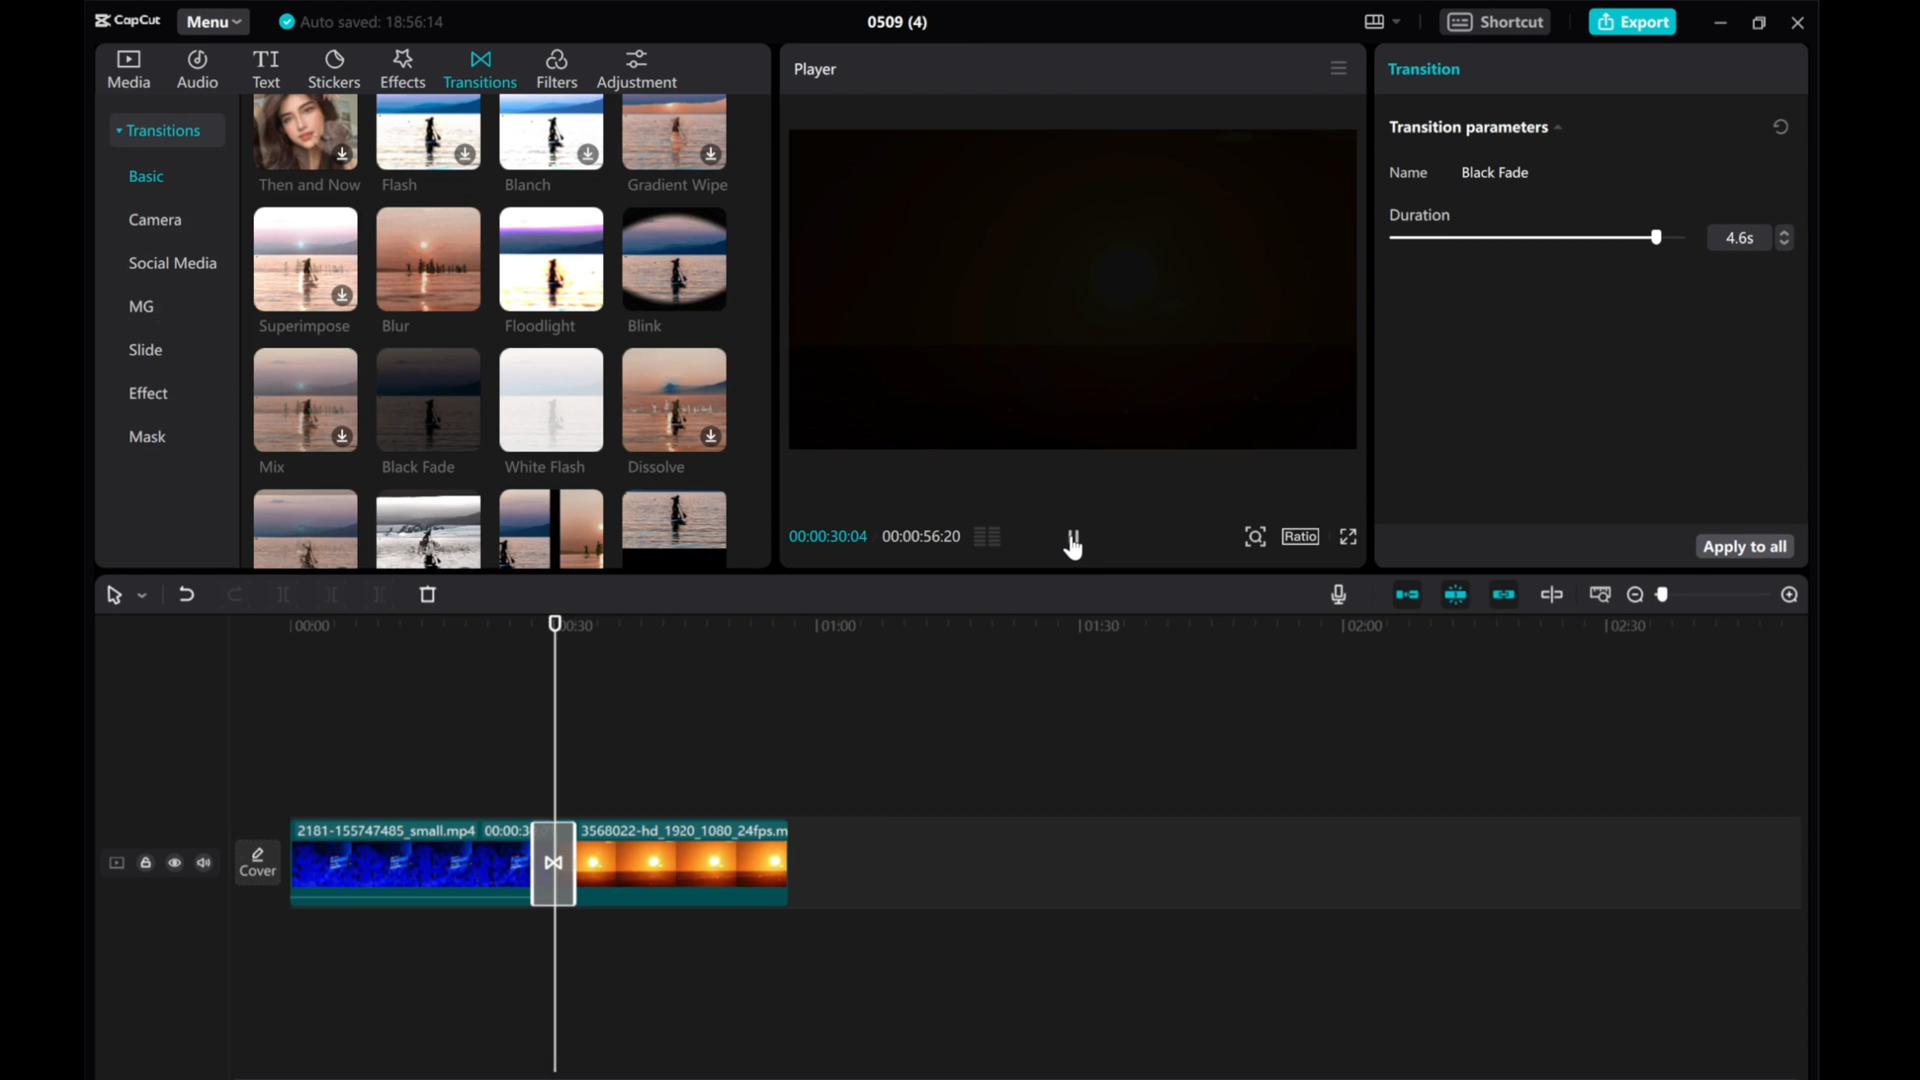 CapCut Menu Auto saved: 18:56:14 0509 (4) Shortcut Export
Media Audio TI Text Stickers Effects Transitions Filters Adjustment
Transitions
Basic
Camera
Social Media
MG
Slide
Effect
Mask
Then and Now Flash Blanch Gradient Wipe
Superimpose Blur Floodlight Blink
Mix Black Fade White Flash Dissolve
Player
00:00:30:04 00:00:56:20 Ratio
Transition
Transition parameters
Name Black Fade
Duration
4.6s
Apply to all
00:00 00:30 01:00 01:30 02:00 02:30
Cover
2181-155747485_small.mp4 00:00:3 3568022-hd_1920_1080_24fps.m